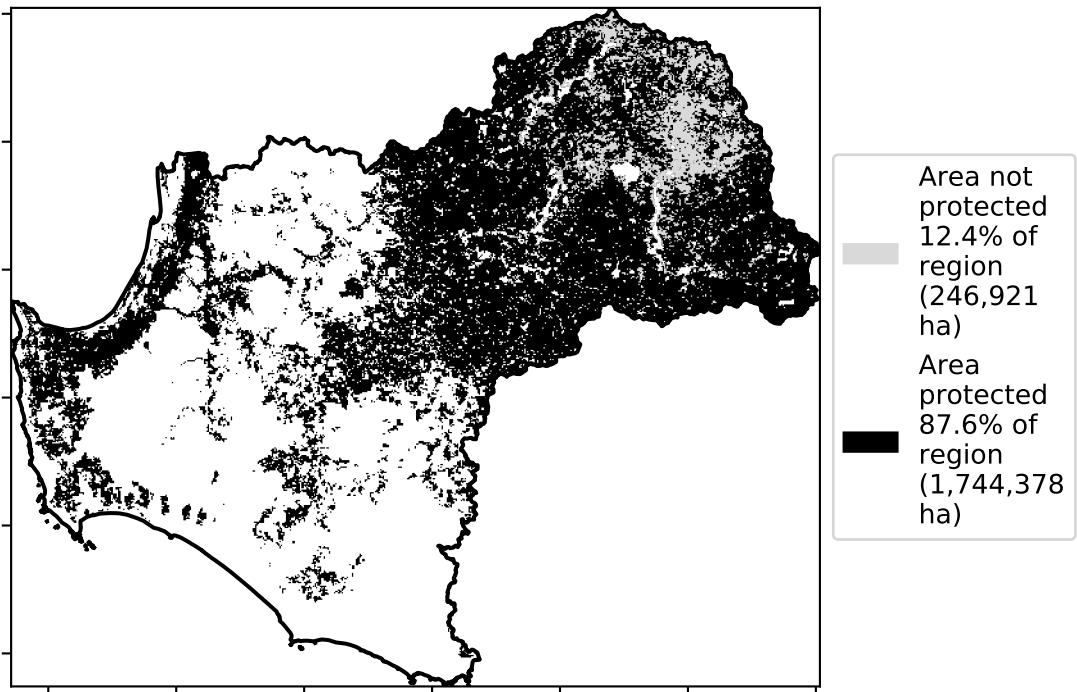 Area not
protected
12.4% of
region
(246,921
ha)
Area
protected
87.6% of
region
(1,744,378
ha)